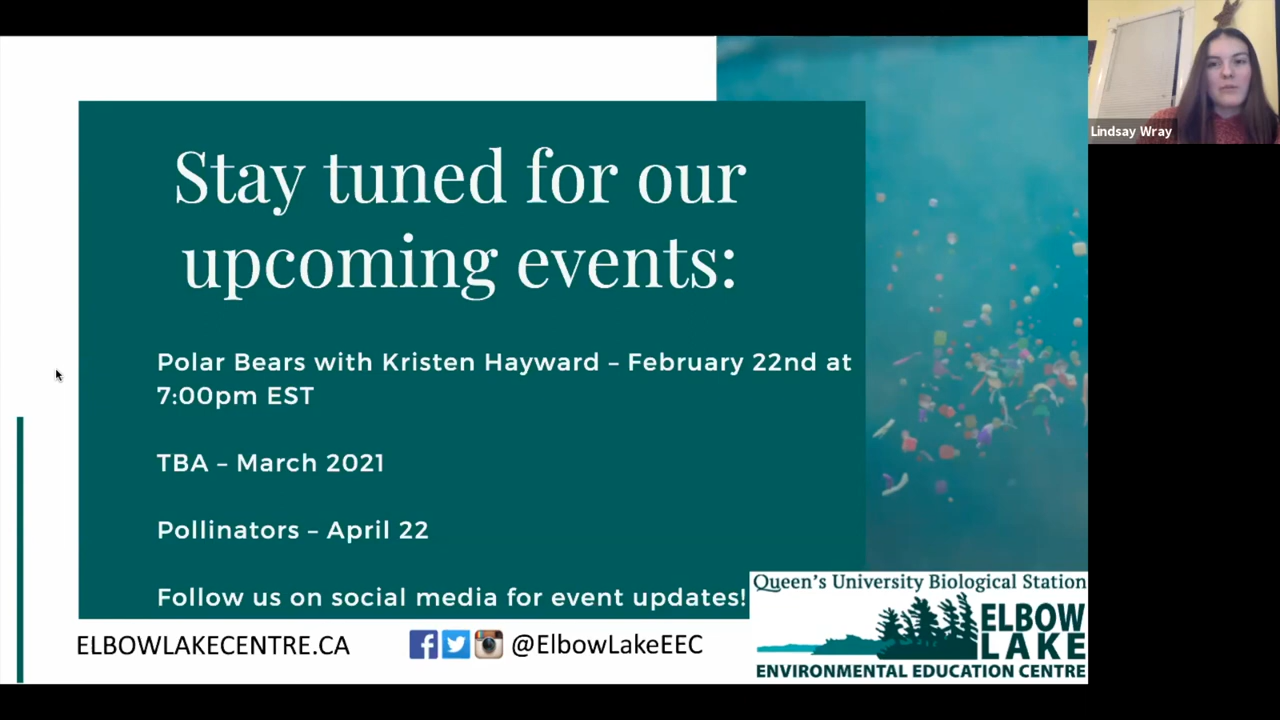 Stay tuned for our
upcoming events:
Polar Bears with Kristen Hayward – February 22nd at
7:00pm EST
TBA – March 2021
Pollinators – April 22
Follow us on social media for event updates!
ELBOWLAKECENTRE.CA
@ElbowLakeEEC
Queen's University Biological Station
ELBOW
LAKE
ENVIRONMENTAL EDUCATION CENTRE
Lindsay Wray